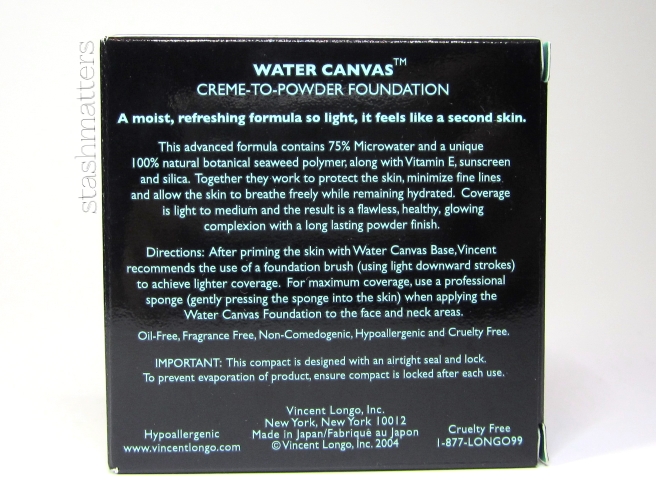 stashmatters
WATER CANVAS™
CREME-TO-POWDER FOUNDATION
A moist, refreshing formula so light, it feels like a second skin.
This advanced formula contains 75% Microwater and a unique
100% natural botanical seaweed polymer, along with Vitamin E, sunscreen
and silica. Together they work to protect the skin, minimize fine lines
and allow the skin to breathe freely while remaining hydrated. Coverage
is light to medium and the result is a flawless, healthy, glowing
complexion with a long lasting powder finish.
Directions: After priming the skin with Water Canvas Base, Vincent
recommends the use of a foundation brush (using light downward strokes)
to achieve lighter coverage. For maximum coverage, use a professional
sponge (gently pressing the sponge into the skin) when applying the
Water Canvas Foundation to the face and neck areas.
Oil-Free, Fragrance Free, Non-Comedogenic, Hypoallergenic and Cruelty Free.
IMPORTANT: This compact is designed with an airtight seal and lock.
To prevent evaporation of product, ensure compact is locked after each use.
Vincent Longo, Inc.
New York, New York 10012
Made in Japan/Fabriqué au Japon
© Vincent Longo, Inc. 2004
Hypoallergenic
www.vincentlongo.com
Cruelty Free
1-877-LONGO99